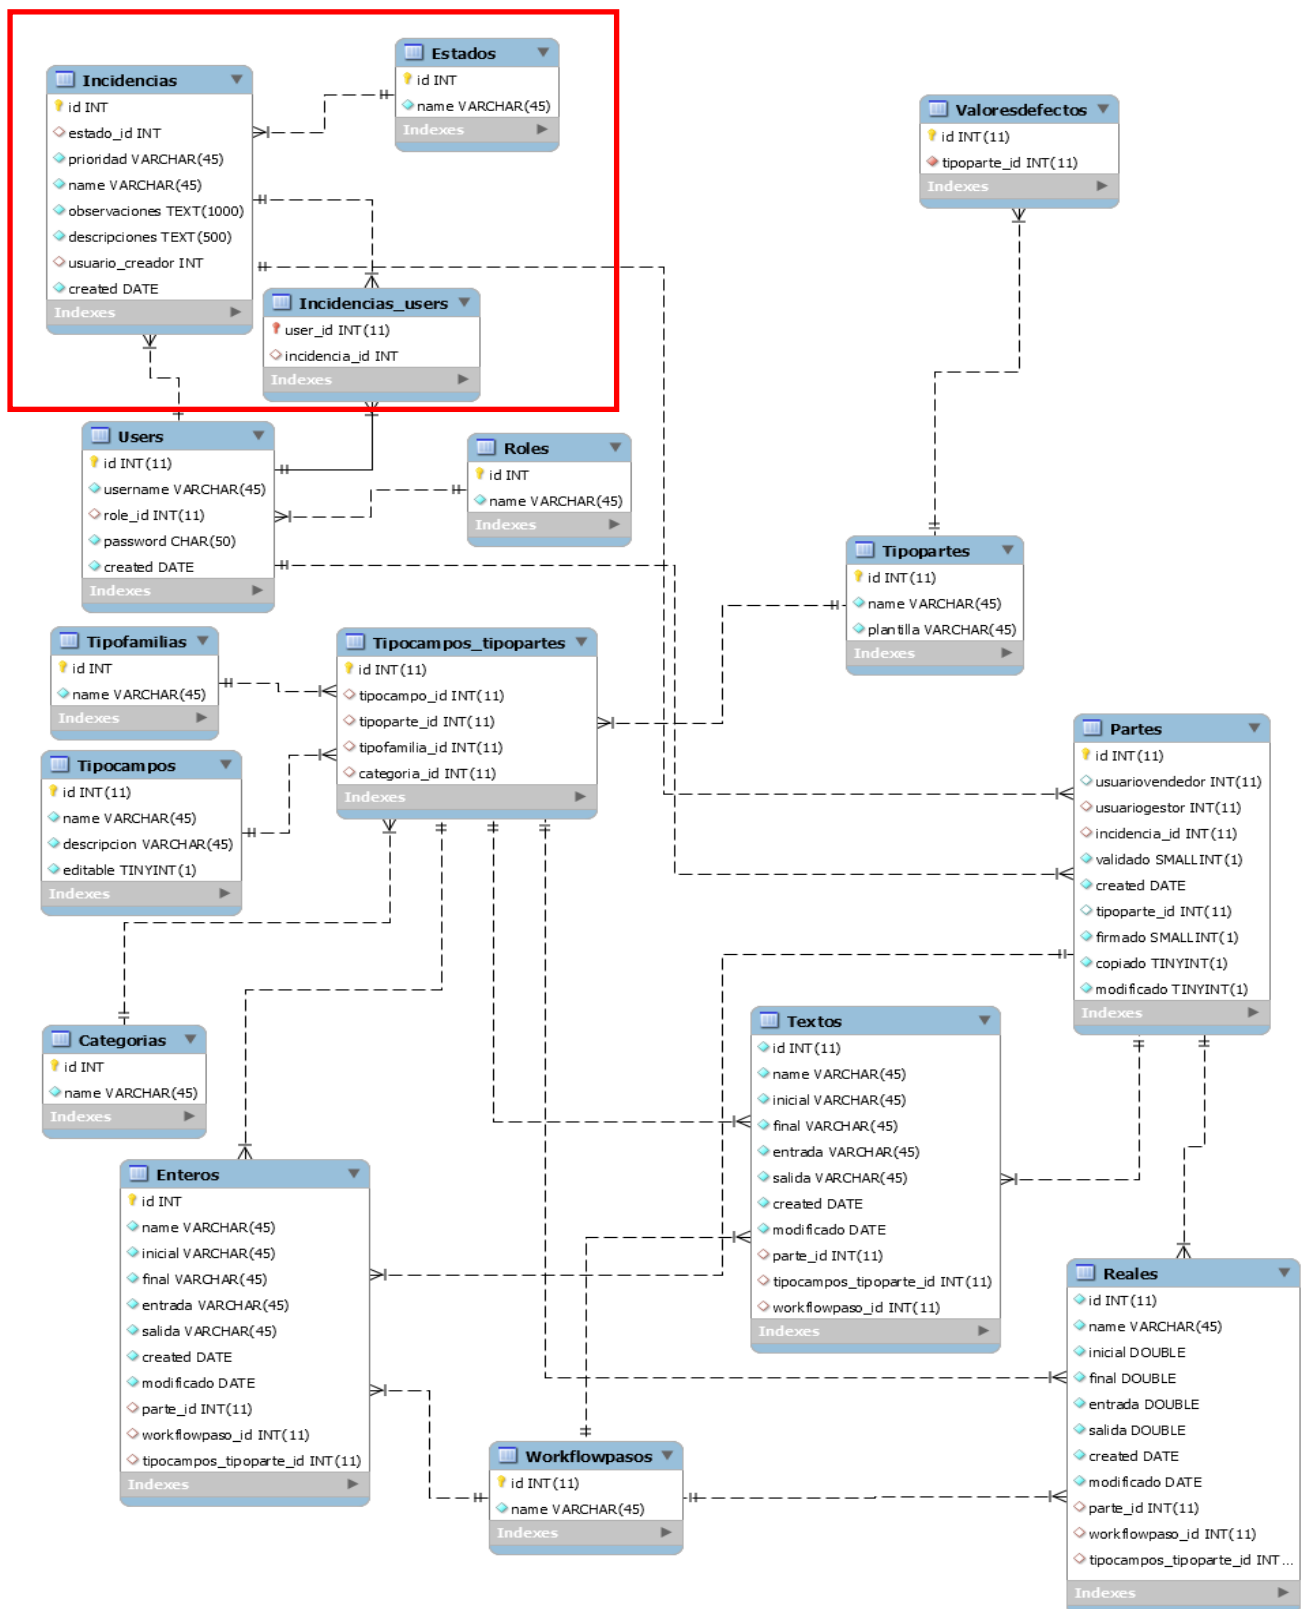 Incidencias
id INT
estado_id INT
prioridad VARCHAR(45)
name VARCHAR(45)
observaciones TEXT(1000)
descripciones TEXT(500)
usuario_creador INT
created DATE
Indexes
Estados
id INT
name VARCHAR(45)
Indexes
Incidencias_users
user_id INT(11)
incidencia_id INT
Indexes
Valoresdefectos
id INT(11)
tipoparte_id INT(11)
Indexes
Users
id INT(11)
username VARCHAR(45)
role_id INT(11)
password CHAR(50)
created DATE
Indexes
Roles
id INT
name VARCHAR(45)
Indexes
Tipopartes
id INT(11)
name VARCHAR(45)
plantilla VARCHAR(45)
Indexes
Tipofamilias
id INT
name VARCHAR(45)
Indexes
Tipocampos_tipopartes
id INT(11)
tipocampo_id INT(11)
tipoparte_id INT(11)
tipofamilia_id INT(11)
categoria_id INT(11)
Indexes
Tipocampos
id INT(11)
name VARCHAR(45)
descripcion VARCHAR(45)
editable TINYINT(1)
Indexes
Partes
id INT(11)
usuariovendedor INT(11)
usuariogestor INT(11)
incidencia_id INT(11)
validado SMALLINT(1)
created DATE
tipoparte_id INT(11)
firmado SMALLINT(1)
copiado TINYINT(1)
modificado TINYINT(1)
Indexes
Categorias
id INT
name VARCHAR(45)
Indexes
Textos
id INT(11)
name VARCHAR(45)
inicial VARCHAR(45)
final VARCHAR(45)
entrada VARCHAR(45)
salida VARCHAR(45)
created DATE
modificado DATE
parte_id INT(11)
tipocampos_tipoparte_id INT(11)
workflowpaso_id INT(11)
Indexes
Enteros
id INT
name VARCHAR(45)
inicial VARCHAR(45)
final VARCHAR(45)
entrada VARCHAR(45)
salida VARCHAR(45)
created DATE
modificado DATE
parte_id INT(11)
workflowpaso_id INT(11)
tipocampos_tipoparte_id INT(11)
Indexes
Reales
id INT(11)
name VARCHAR(45)
inicial DOUBLE
final DOUBLE
entrada DOUBLE
salida DOUBLE
created DATE
modificado DATE
parte_id INT(11)
workflowpaso_id INT(11)
tipocampos_tipoparte_id INT...
Indexes
Workflowpasos
id INT(11)
name VARCHAR(45)
Indexes